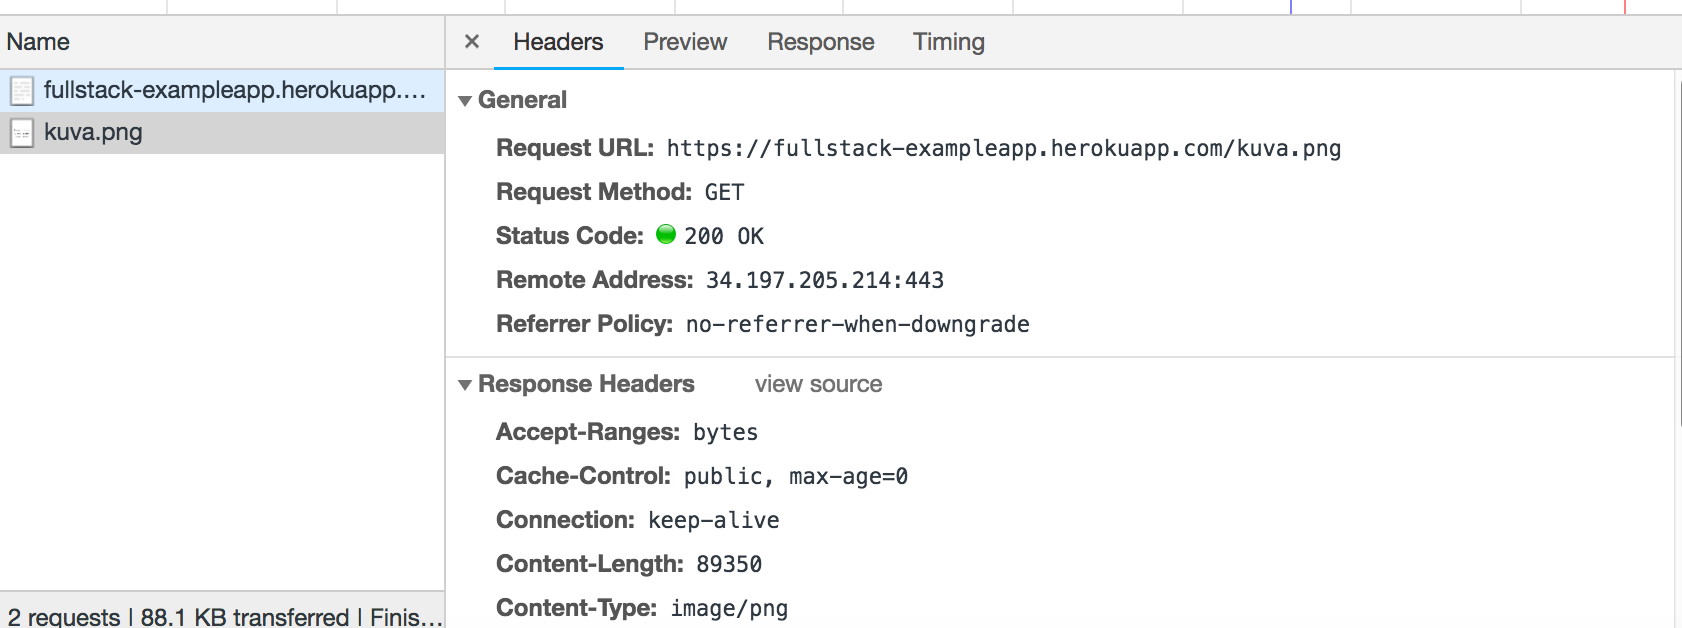 Name
fullstack-exampleapp.herokuapp....
kuva.png
2 requests | 88.1 KB transferred | Finis...
× Headers Preview Response Timing
▼ General
Request URL: https://fullstack-exampleapp.herokuapp.com/kuva.png
Request Method: GET
Status Code: 200 OK
Remote Address: 34.197.205.214:443
Referrer Policy: no-referrer-when-downgrade
▼ Response Headers view source
Accept-Ranges: bytes
Cache-Control: public, max-age=0
Connection: keep-alive
Content-Length: 89350
Content-Type: image/png